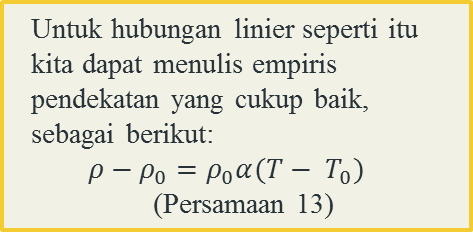 Untuk hubungan linier seperti itu
kita dapat menulis empiris
pendekatan yang cukup baik,
sebagai berikut:
ρ − ρ₀ = ρ₀α(T − T₀)
(Persamaan 13)